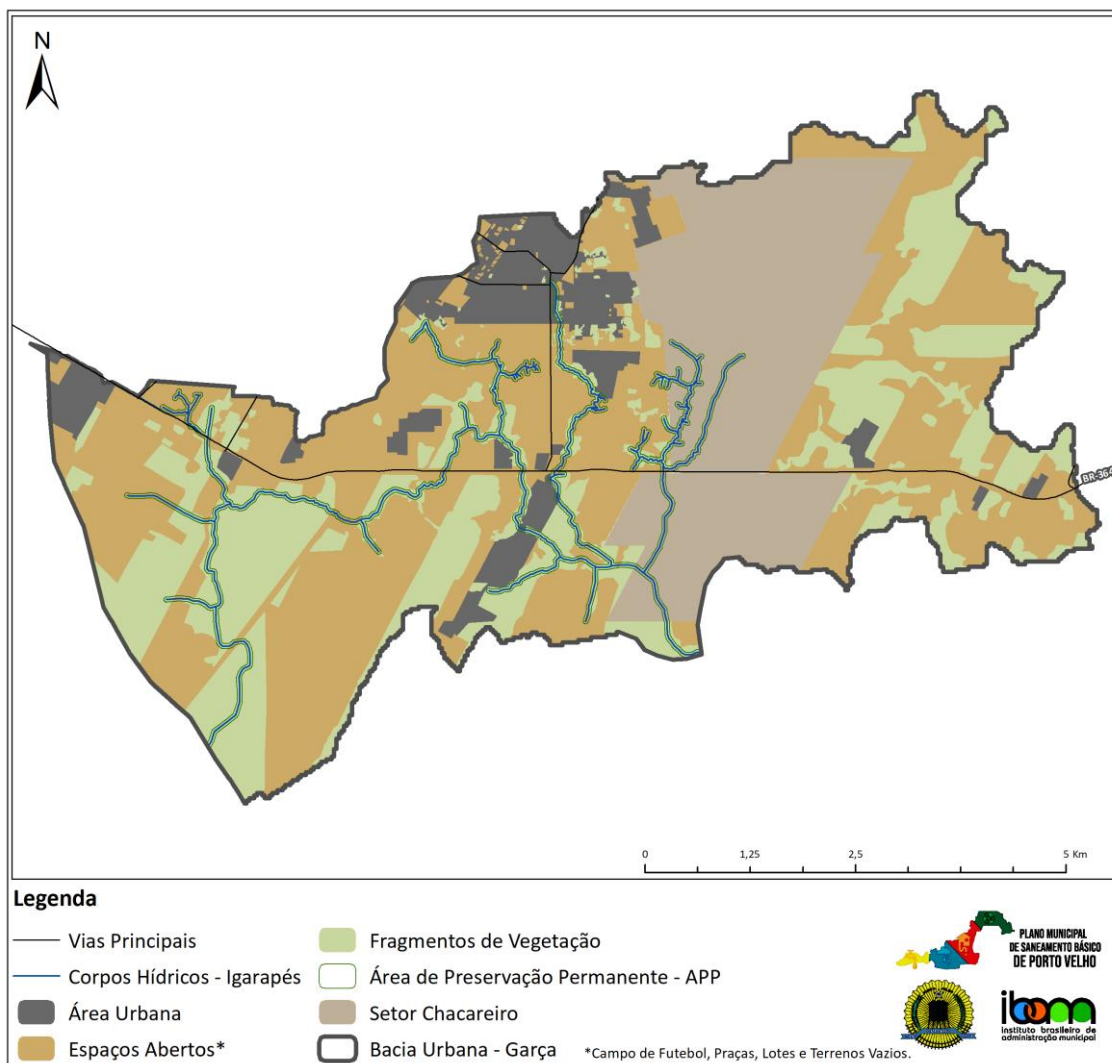 N
BR-364
0 1,25 2,5 5 Km
Legenda
Vias Principais
Corpos Hídricos - Igarapés
Área Urbana
Espaços Abertos*
Fragmentos de Vegetação
Área de Preservação Permanente - APP
Setor Chacareiro
Bacia Urbana - Garça
*Campo de Futebol, Praças, Lotes e Terrenos Vazios.
PLANO MUNICIPAL
DE SANEAMENTO BÁSICO
DE PORTO VELHO
ibam
instituto brasileiro de
administração municipal